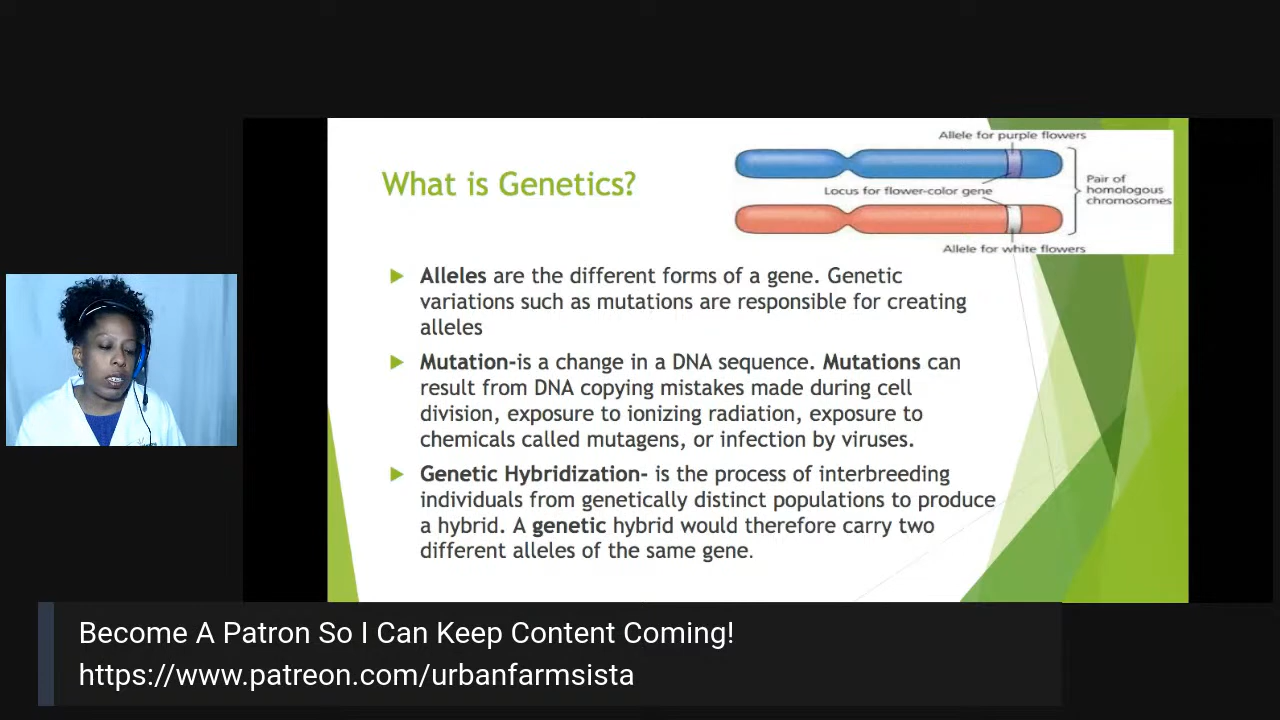 What is Genetics?
Allele for purple flowers
Locus for flower-color gene
Pair of
homologous
chromosomes
Allele for white flowers
Alleles are the different forms of a gene. Genetic
variations such as mutations are responsible for creating
alleles
Mutation-is a change in a DNA sequence. Mutations can
result from DNA copying mistakes made during cell
division, exposure to ionizing radiation, exposure to
chemicals called mutagens, or infection by viruses.
Genetic Hybridization- is the process of interbreeding
individuals from genetically distinct populations to produce
a hybrid. A genetic hybrid would therefore carry two
different alleles of the same gene.
Become A Patron So I Can Keep Content Coming!
https://www.patreon.com/urbanfarmsista